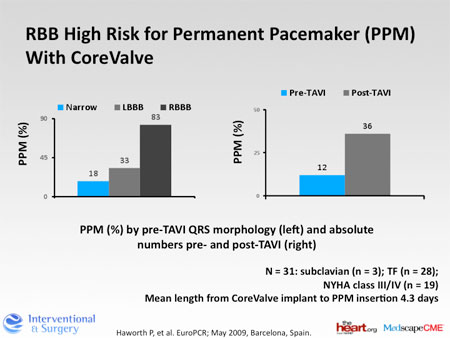 RBB High Risk for Permanent Pacemaker (PPM)
With CoreValve
Narrow LBBB RBBB
PPM (%)
90
45
0
18
33
83
Pre-TAVI Post-TAVI
PPM (%)
50
25
0
12
36
PPM (%) by pre-TAVI QRS morphology (left) and absolute
numbers pre- and post-TAVI (right)
N = 31: subclavian (n = 3); TF (n = 28);
NYHA class III/IV (n = 19)
Mean length from CoreValve implant to PPM insertion 4.3 days
Interventional
& Surgery
Haworth P, et al. EuroPCR; May 2009, Barcelona, Spain.
theheart.org
MedscapeCME